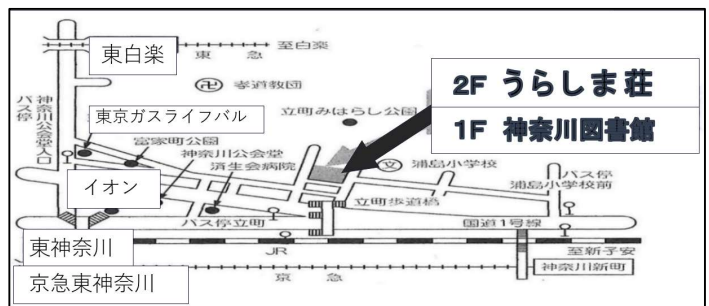 東白楽
東 急
至白楽
孝道教団
2F うらしま荘
1F 神奈川図書館
バス停
神奈川公会堂入口
東京ガスライフバル
立町みはらし公園
富家町公園
神奈川公会堂
済生会病院
文
浦島小学校
イオン
バス停
浦島小学校前
立町歩道橋
バス停立町
国道1号線
東神奈川
JR
至新子安
京急東神奈川
京 急
神奈川新町